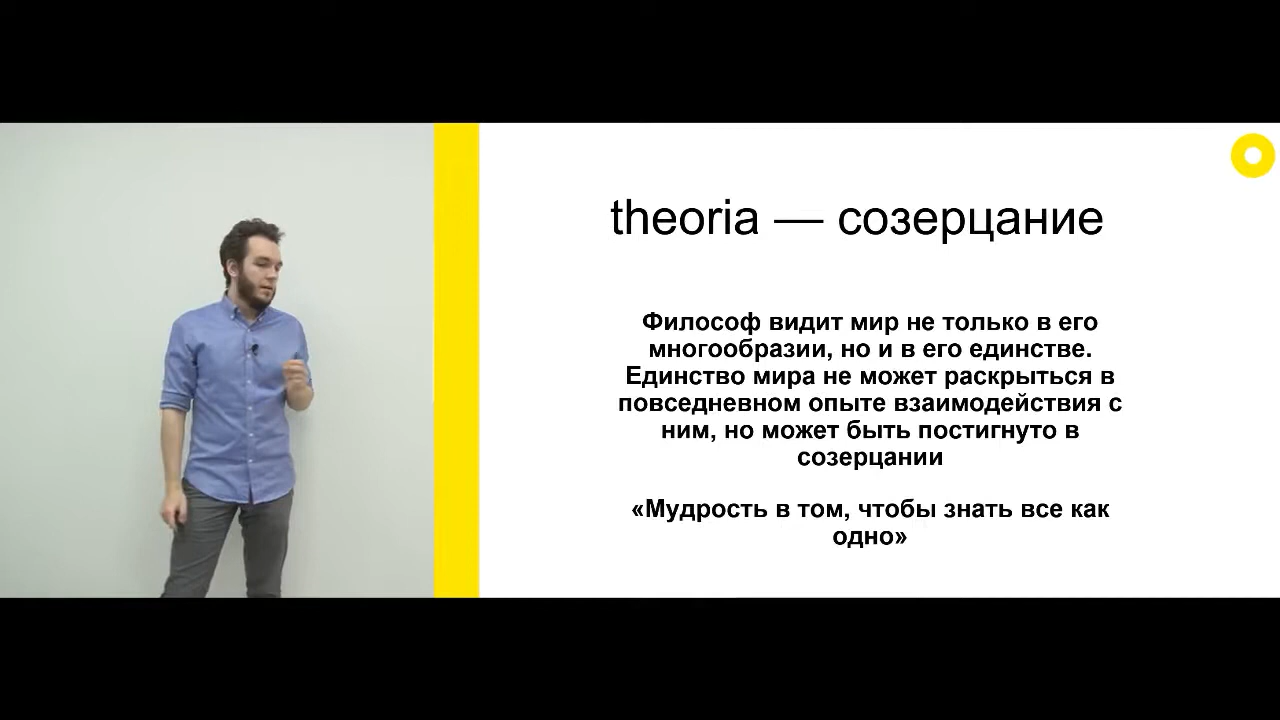 theoria — созерцание
Философ видит мир не только в его
многообразии, но и в его единстве.
Единство мира не может раскрыться в
повседневном опыте взаимодействия с
ним, но может быть постигнуто в
созерцании
«Мудрость в том, чтобы знать все как
одно»